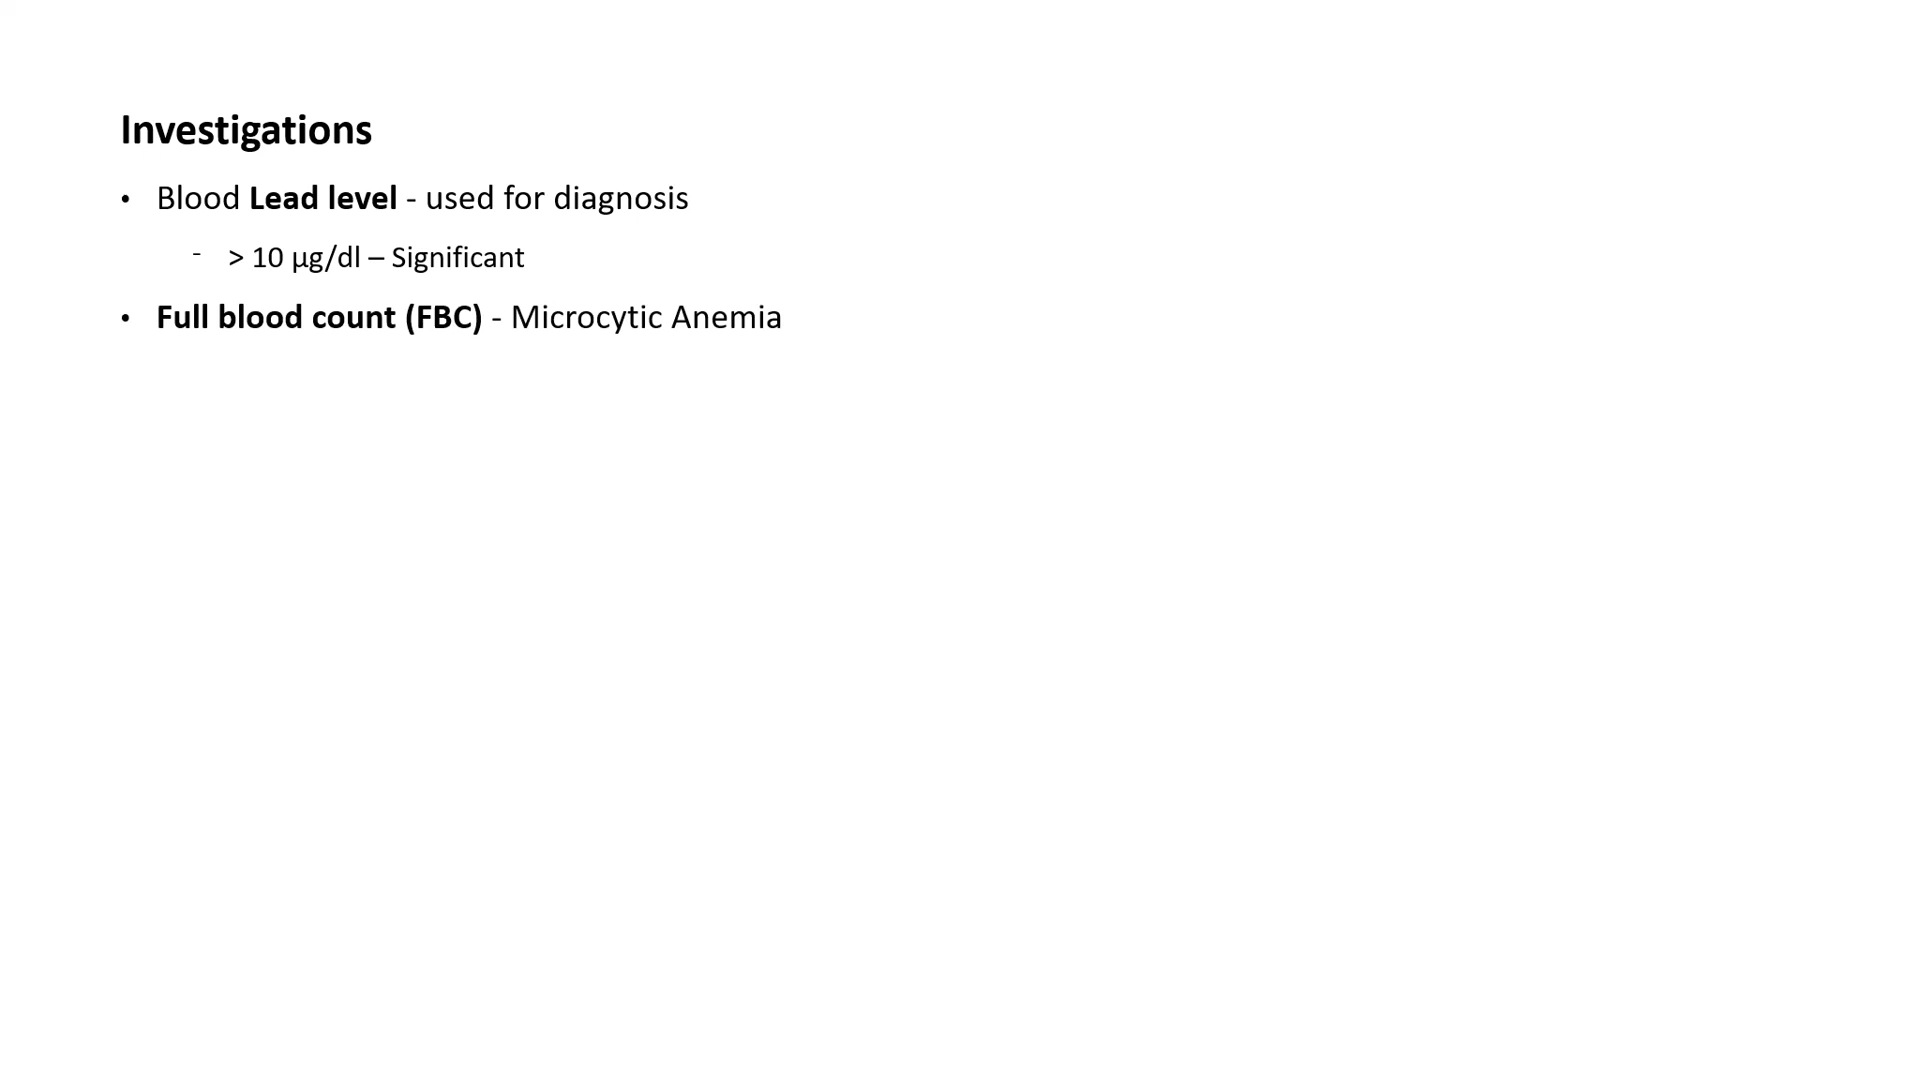 Investigations
• Blood Lead level - used for diagnosis
- > 10 µg/dl – Significant
• Full blood count (FBC) - Microcytic Anemia